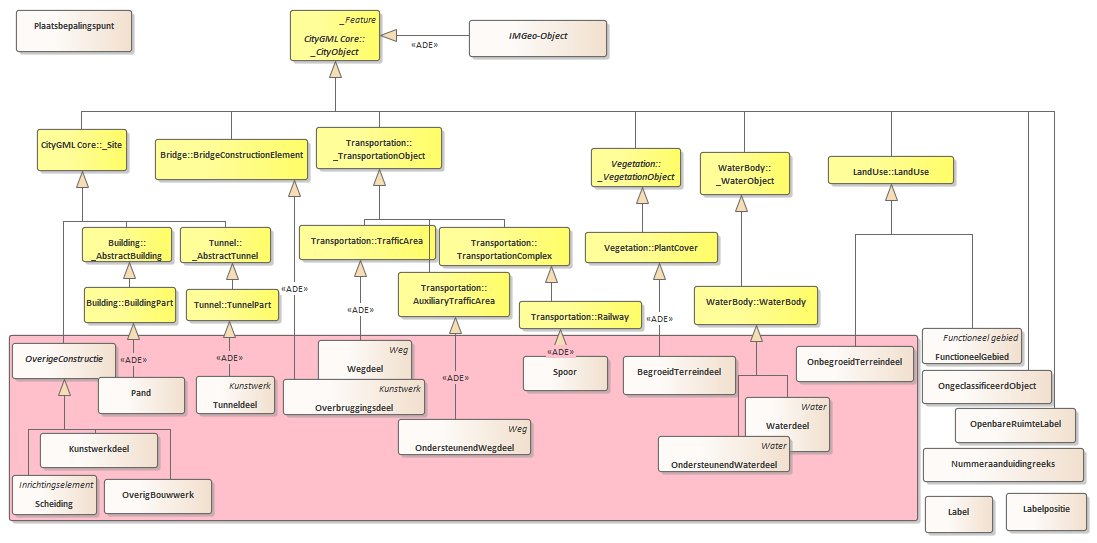 Plaatsbepalingspunt
_Feature
CityGML Core::
_CityObject
«ADE»
IMGeo-Object
CityGML Core::_Site
Bridge::BridgeConstructionElement
Transportation::
_TransportationObject
Vegetation::
_VegetationObject
WaterBody::
_WaterObject
LandUse::LandUse
Building::
_AbstractBuilding
Tunnel::
_AbstractTunnel
Transportation::TrafficArea
Transportation::
TransportationComplex
Vegetation::PlantCover
Building::BuildingPart
Tunnel::TunnelPart
«ADE»
Transportation::
AuxiliaryTrafficArea
WaterBody::WaterBody
«ADE»
Transportation::Railway
«ADE»
OverigeConstructie
«ADE»
«ADE»
Weg
Wegdeel
«ADE»
Spoor
BegroeidTerreindeel
OnbegroeidTerreindeel
Functioneel gebied
FunctioneelGebied
Pand
Kunstwerk
Tunneldeel
Kunstwerk
Overbruggingsdeel
«ADE»
OngeclassificeerdObject
Weg
OndersteunendWegdeel
Water
Waterdeel
OpenbareRuimteLabel
Kunstwerkdeel
Water
OndersteunendWaterdeel
Nummeraanduidingreeks
Inrichtingselement
Scheiding
OverigBouwwerk
Label
Labelpositie